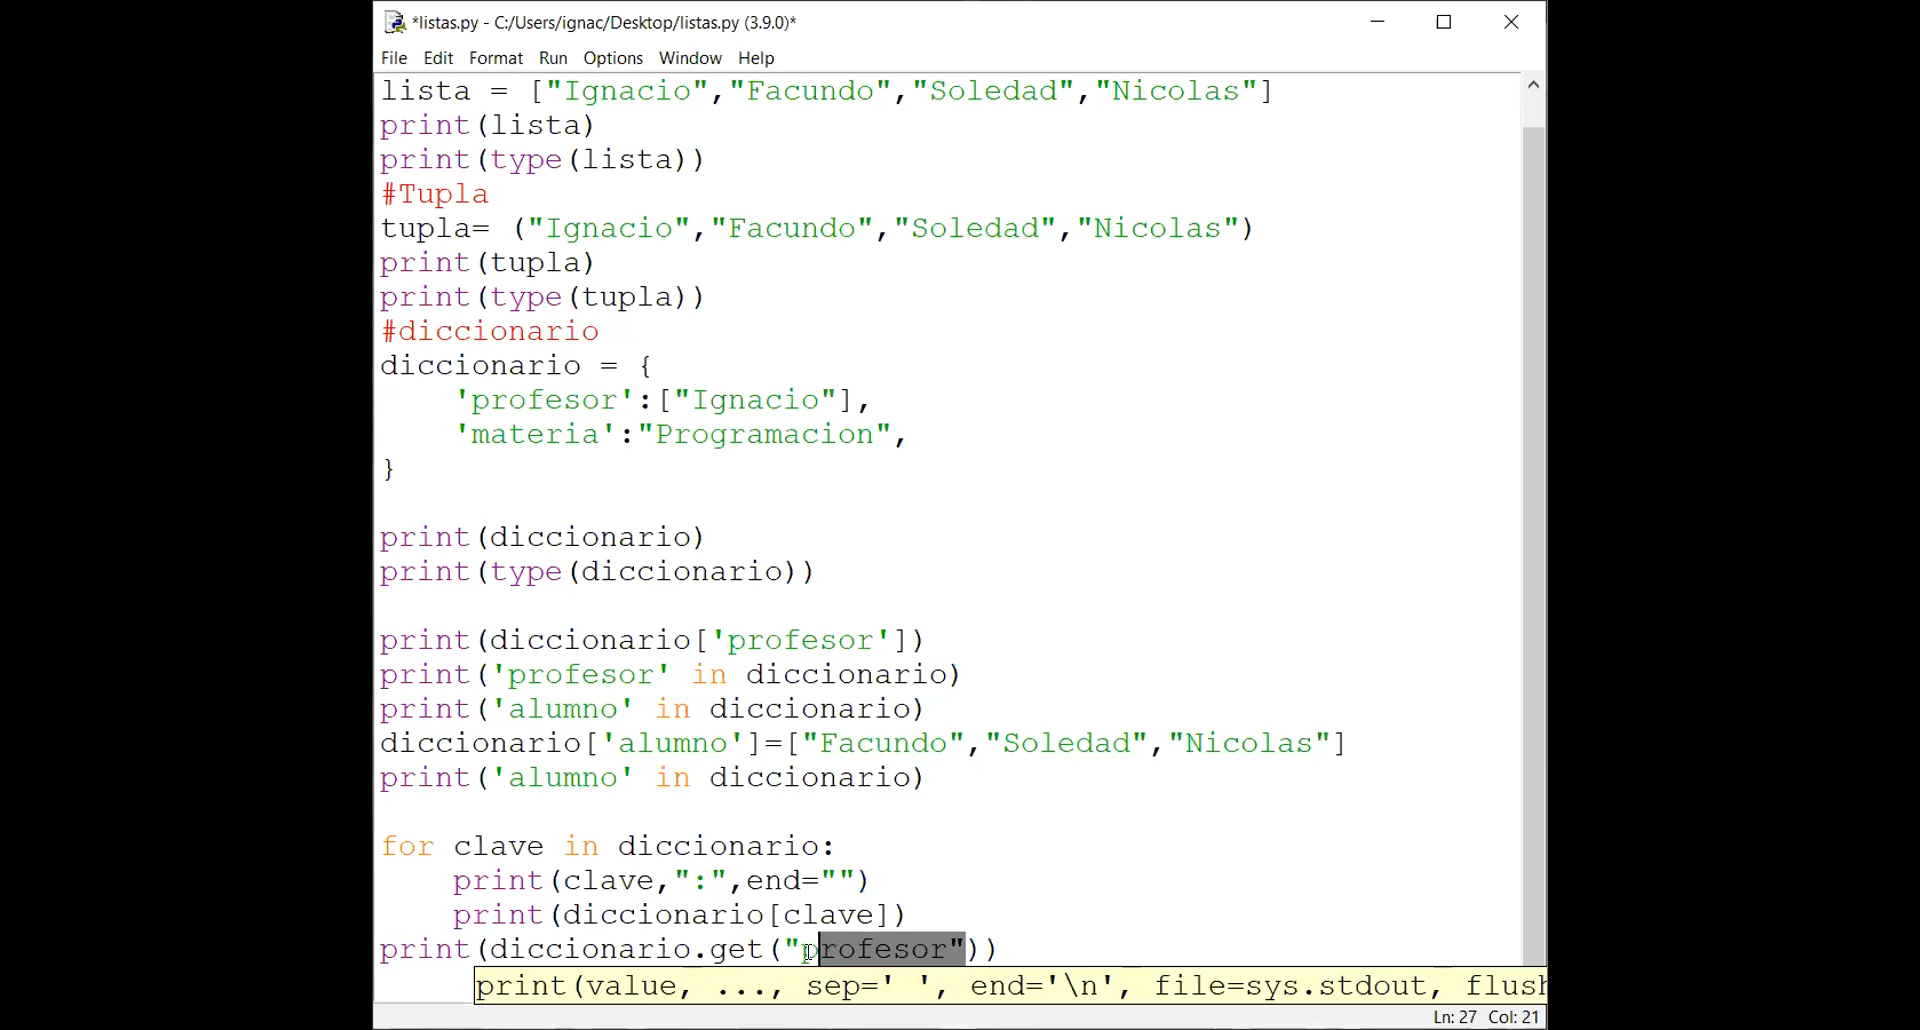 *listas.py - C:/Users/ignac/Desktop/listas.py (3.9.0)*
File Edit Format Run Options Window Help
lista = ["Ignacio","Facundo","Soledad","Nicolas"]
print(lista)
print(type(lista))
#Tupla
tupla= ("Ignacio","Facundo","Soledad","Nicolas")
print(tupla)
print(type(tupla))
#diccionario
diccionario = {
    'profesor':["Ignacio"],
    'materia':"Programacion",
}
print(diccionario)
print(type(diccionario))
print(diccionario['profesor'])
print('profesor' in diccionario)
print('alumno' in diccionario)
diccionario['alumno']=["Facundo","Soledad","Nicolas"]
print('alumno' in diccionario)
for clave in diccionario:
    print(clave,":",end="")
    print(diccionario[clave])
print(diccionario.get("profesor"))
print(value, ..., sep=' ', end='\n', file=sys.stdout, flush
Ln: 27 Col: 21